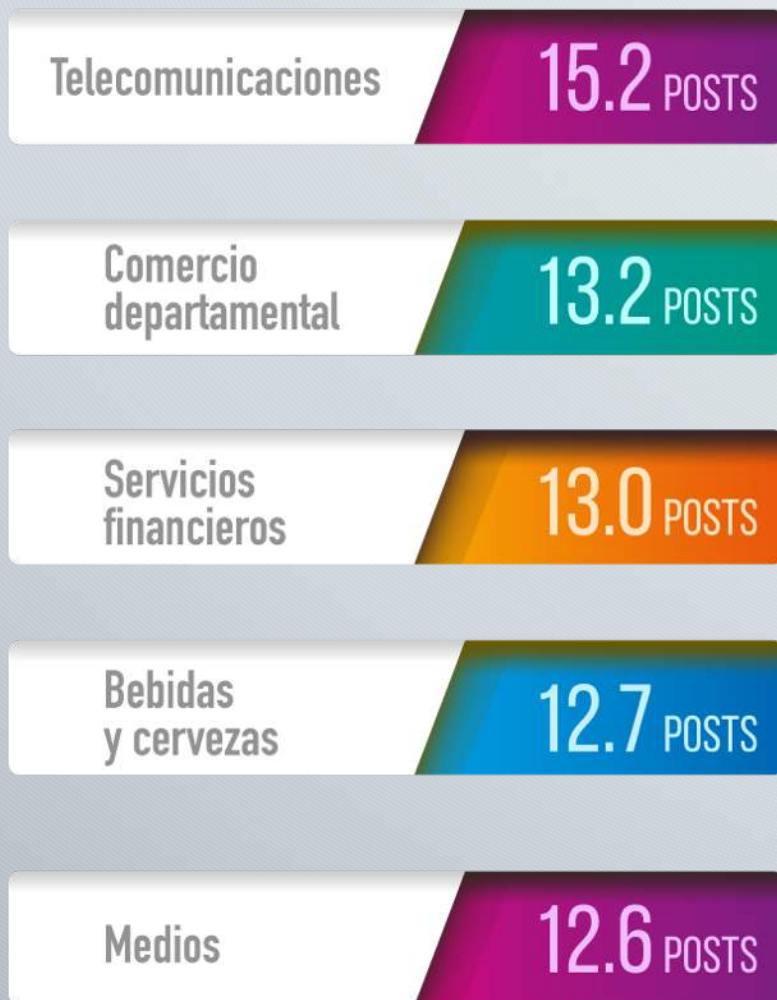 Telecomunicaciones
15.2 POSTS
Comercio
departamental
13.2 POSTS
Servicios
financieros
13.0 POSTS
Bebidas
y cervezas
12.7 POSTS
Medios
12.6 POSTS